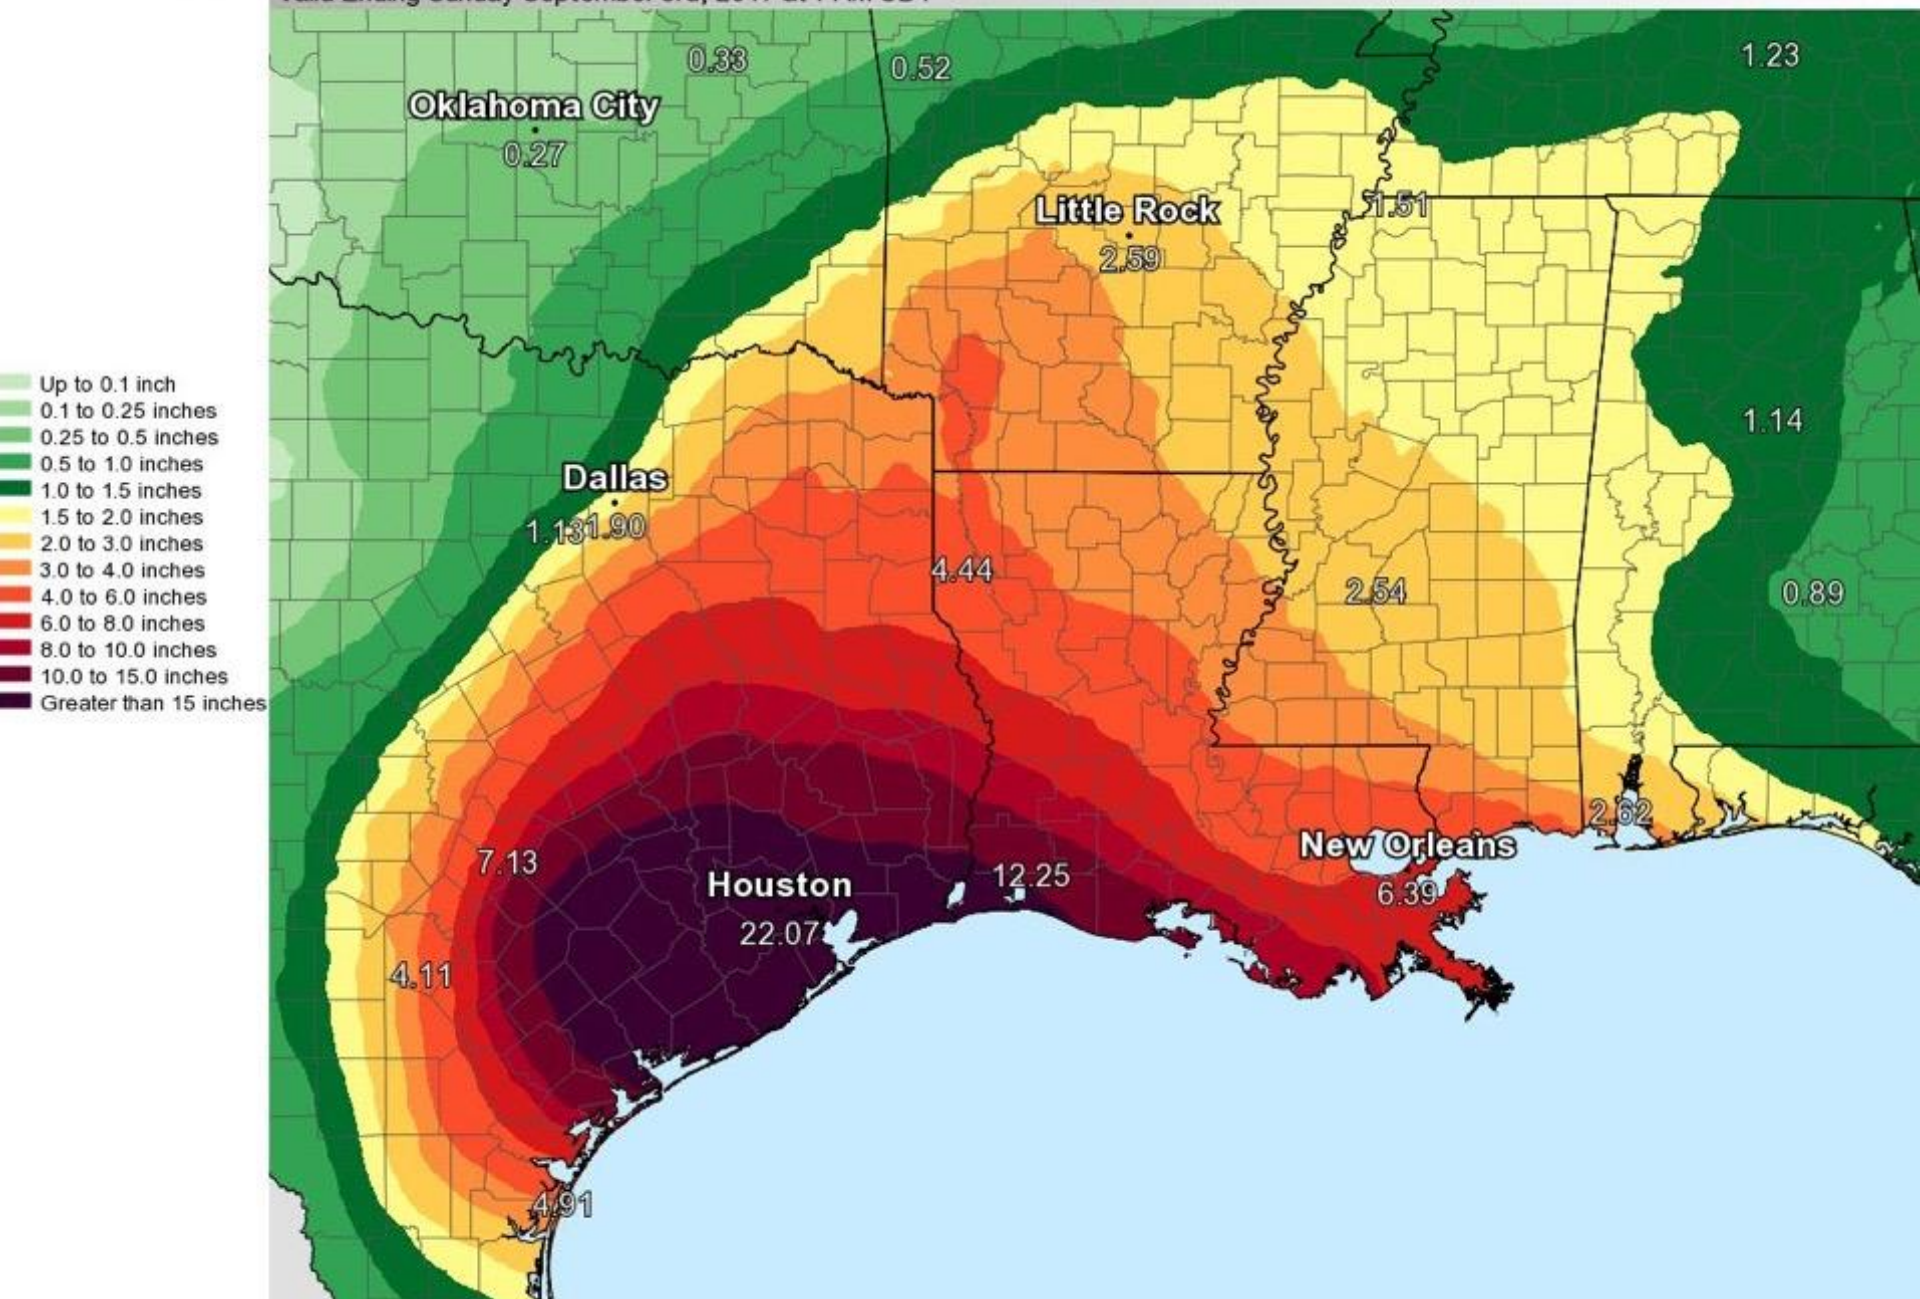 0.33
0.52
1.23
Oklahoma City
0.27
Little Rock
1.51
2.59
Up to 0.1 inch
0.1 to 0.25 inches
0.25 to 0.5 inches
0.5 to 1.0 inches
1.0 to 1.5 inches
1.5 to 2.0 inches
2.0 to 3.0 inches
3.0 to 4.0 inches
4.0 to 6.0 inches
6.0 to 8.0 inches
8.0 to 10.0 inches
10.0 to 15.0 inches
Greater than 15 inches
1.14
Dallas
1.13 1.90
4.44
2.54
0.89
2.62
New Orleans
7.13
Houston
12.25
6.39
22.07
4.11
4.91